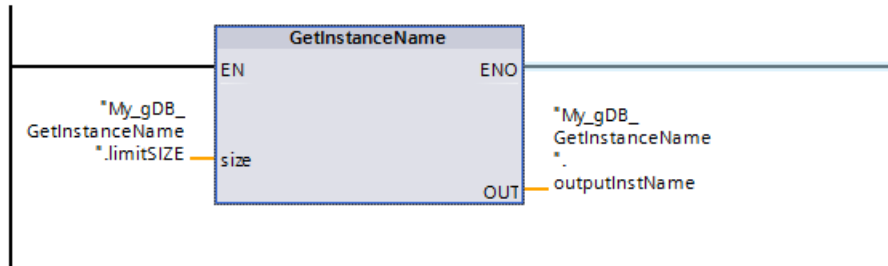 GetInstanceName
EN
ENO
"My_gDB_
GetInstanceName
".limitSIZE
size
"My_gDB_
GetInstanceName
".
outputInstName
OUT